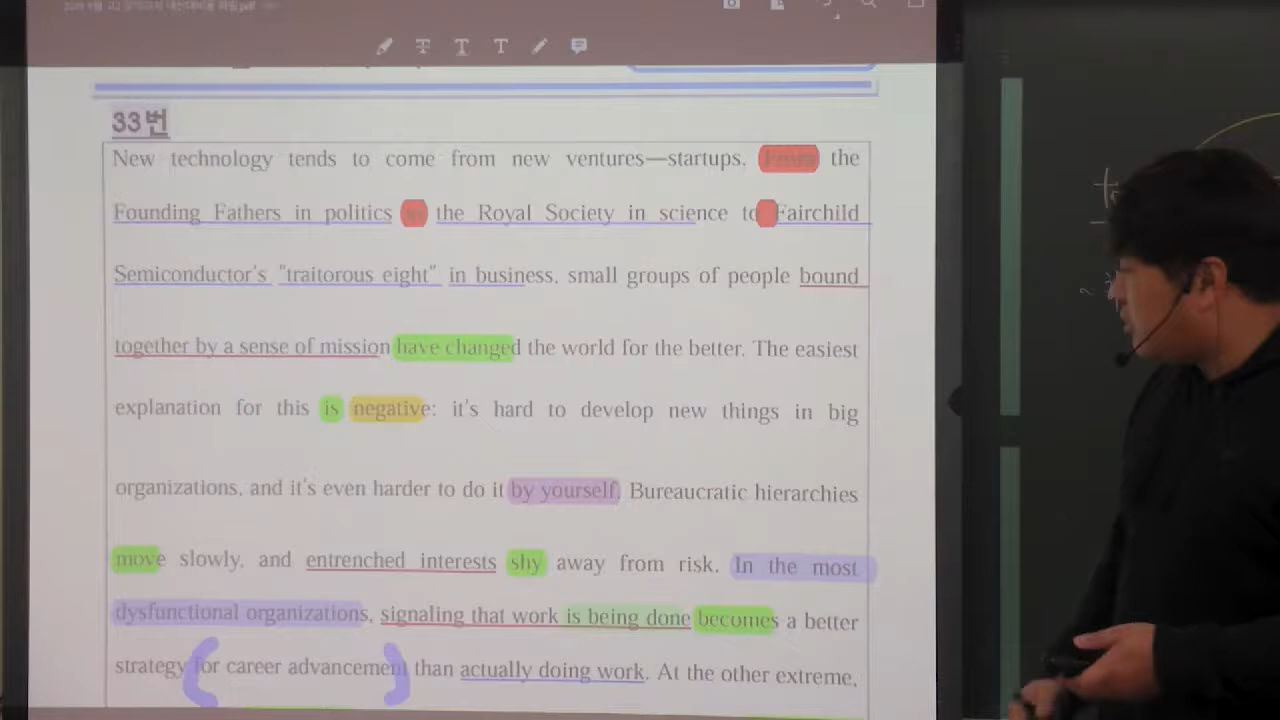 33번
New technology tends to come from new ventures—startups. From the
Founding Fathers in politics to the Royal Society in science to Fairchild
Semiconductor's "traitorous eight" in business, small groups of people bound
together by a sense of mission have changed the world for the better. The easiest
explanation for this is negative: it's hard to develop new things in big
organizations, and it's even harder to do it by yourself. Bureaucratic hierarchies
move slowly, and entrenched interests shy away from risk. In the most
dysfunctional organizations, signaling that work is being done becomes a better
strategy for career advancement than actually doing work. At the other extreme,